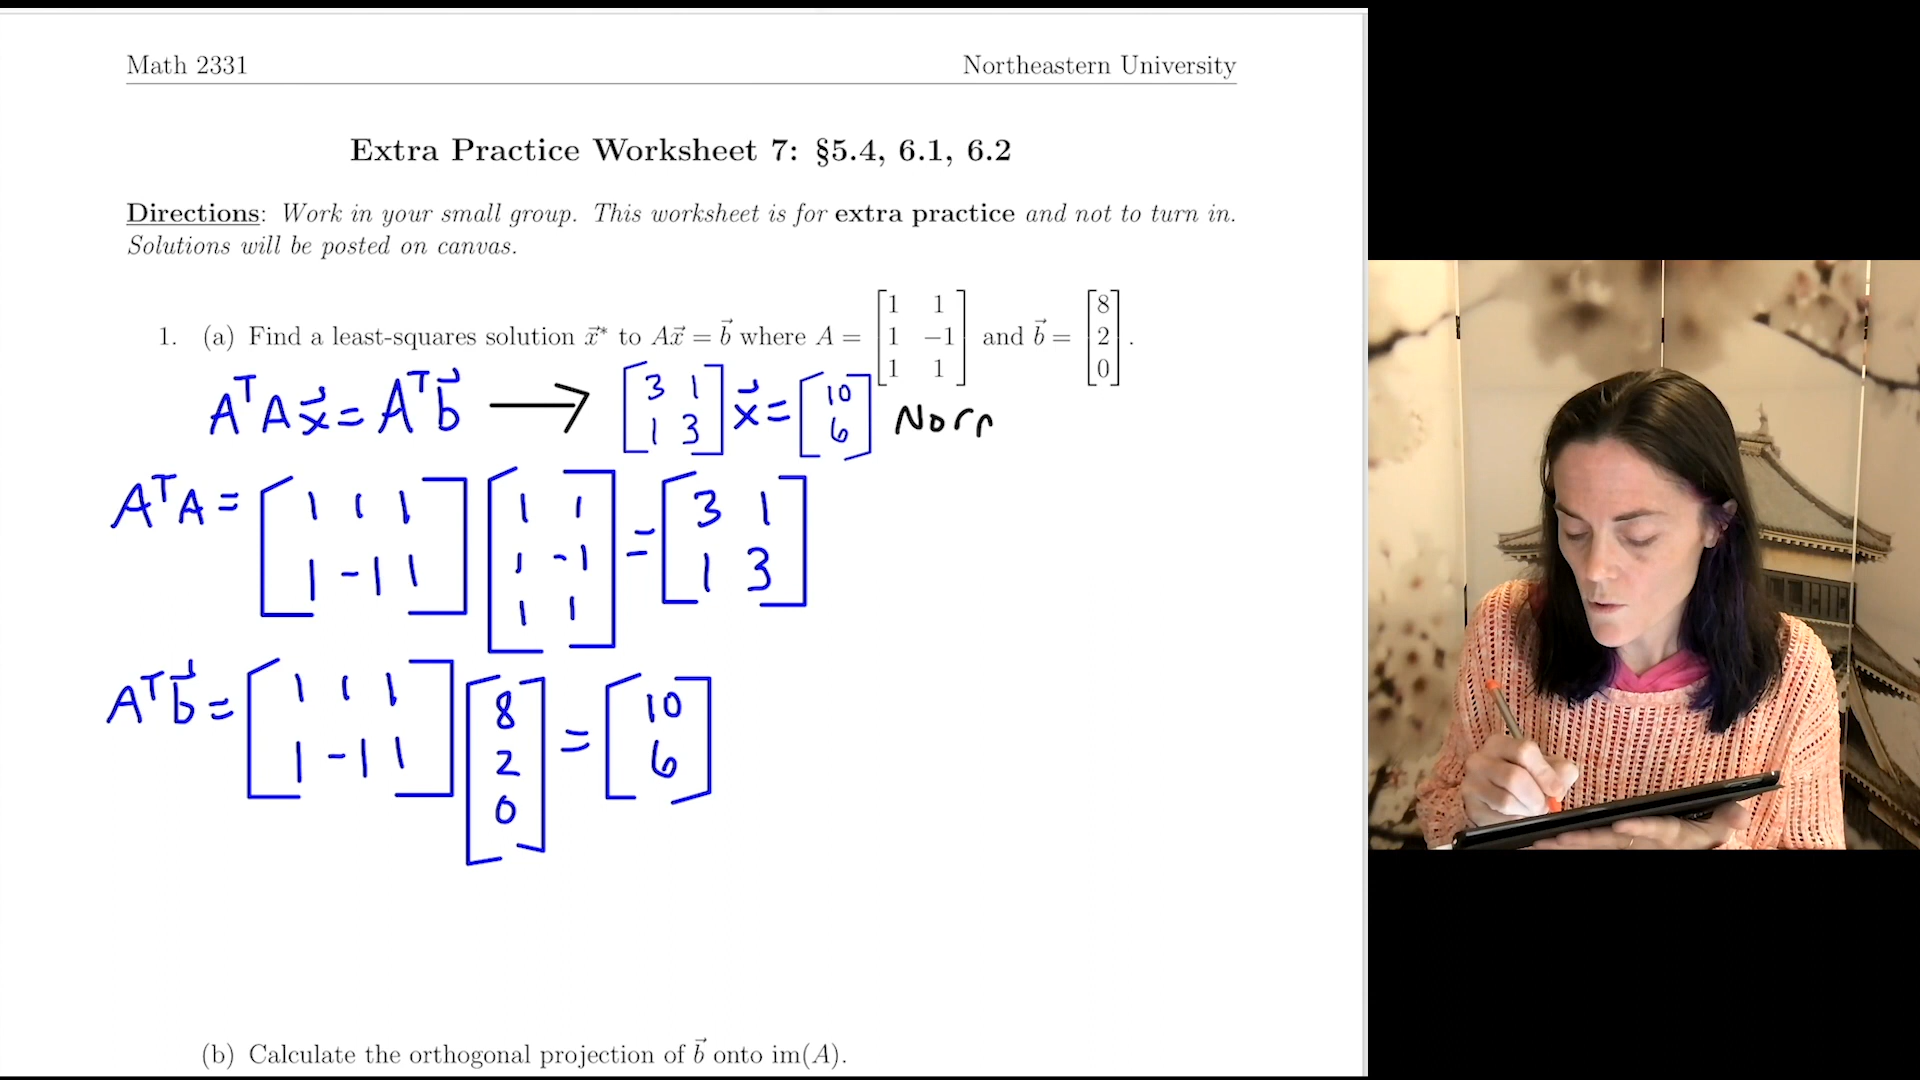 Math 2331 Northeastern University
Extra Practice Worksheet 7: §5.4, 6.1, 6.2
Directions: Work in your small group. This worksheet is for extra practice and not to turn in.
Solutions will be posted on canvas.
1. (a) Find a least-squares solution x⃗* to Ax⃗ = b⃗ where A = [1 1; 1 −1; 1 1] and b⃗ = [8; 2; 0].
AᵀAx⃗ = Aᵀb⃗ ⟶ [3 1; 1 3] x⃗ = [10; 6] Norr
AᵀA = [1 1 1; 1 -1 1] [1 1; 1 -1; 1 1] = [3 1; 1 3]
Aᵀb⃗ = [1 1 1; 1 -1 1] [8; 2; 0] = [10; 6]
(b) Calculate the orthogonal projection of b⃗ onto im(A).